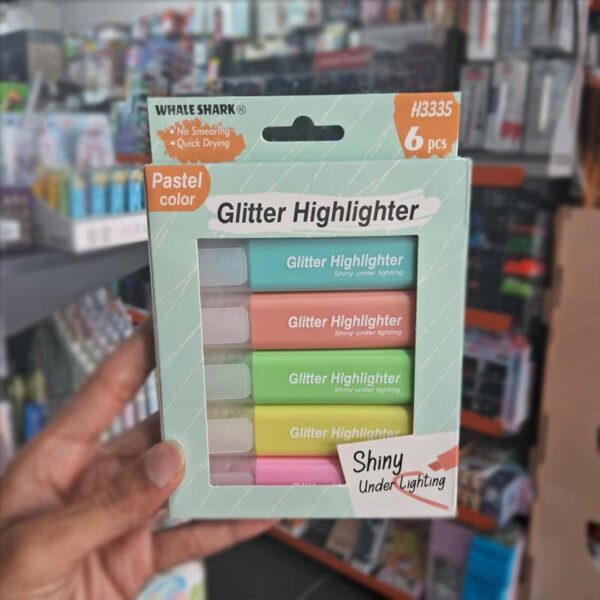 WHALE SHARK®
• No Smearing
• Quick Drying
H3335
6 pcs
Pastel
color
Glitter Highlighter
Glitter Highlighter
Shiny under lighting
Glitter Highlighter
Shiny under lighting
Glitter Highlighter
Shiny under lighting
Glitter Highlighter
Shiny
Under Lighting